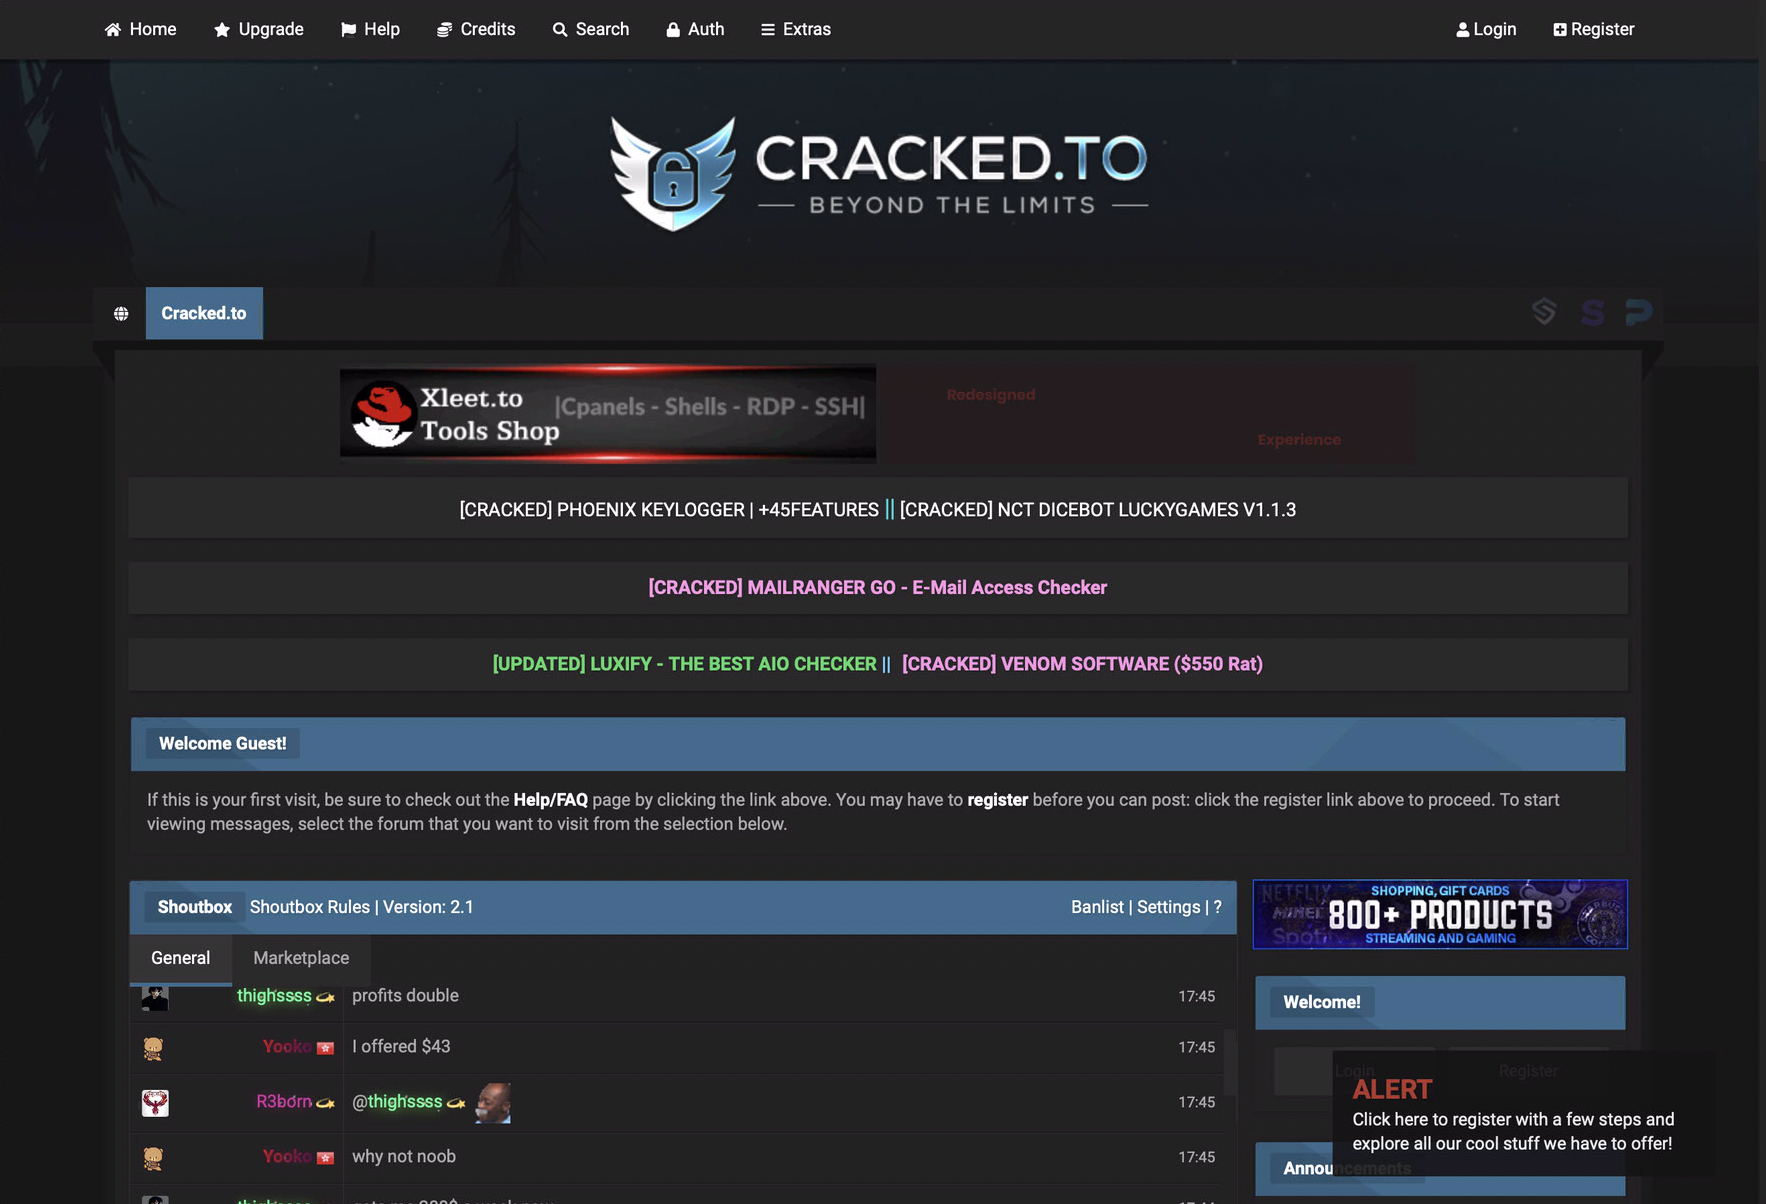 Home Upgrade Help Credits Search Auth Extras Login Register
CRACKED.TO
BEYOND THE LIMITS
Cracked.to
Xleet.to
Tools Shop
|Cpanels - Shells - RDP - SSH|
Redesigned
Experience
[CRACKED] PHOENIX KEYLOGGER | +45FEATURES || [CRACKED] NCT DICEBOT LUCKYGAMES V1.1.3
[CRACKED] MAILRANGER GO - E-Mail Access Checker
[UPDATED] LUXIFY - THE BEST AIO CHECKER || [CRACKED] VENOM SOFTWARE ($550 Rat)
Welcome Guest!
If this is your first visit, be sure to check out the Help/FAQ page by clicking the link above. You may have to register before you can post: click the register link above to proceed. To start
viewing messages, select the forum that you want to visit from the selection below.
Shoutbox Shoutbox Rules | Version: 2.1 Banlist | Settings | ?
General Marketplace
thighssss profits double 17:45
Yooko I offered $43 17:45
R3born @thighssss 17:45
Yooko why not noob 17:45
NETFLIX
SHOPPING, GIFT CARDS
800+ PRODUCTS
STREAMING AND GAMING
Welcome!
Login Register
ALERT
Click here to register with a few steps and
explore all our cool stuff we have to offer!
Announcements